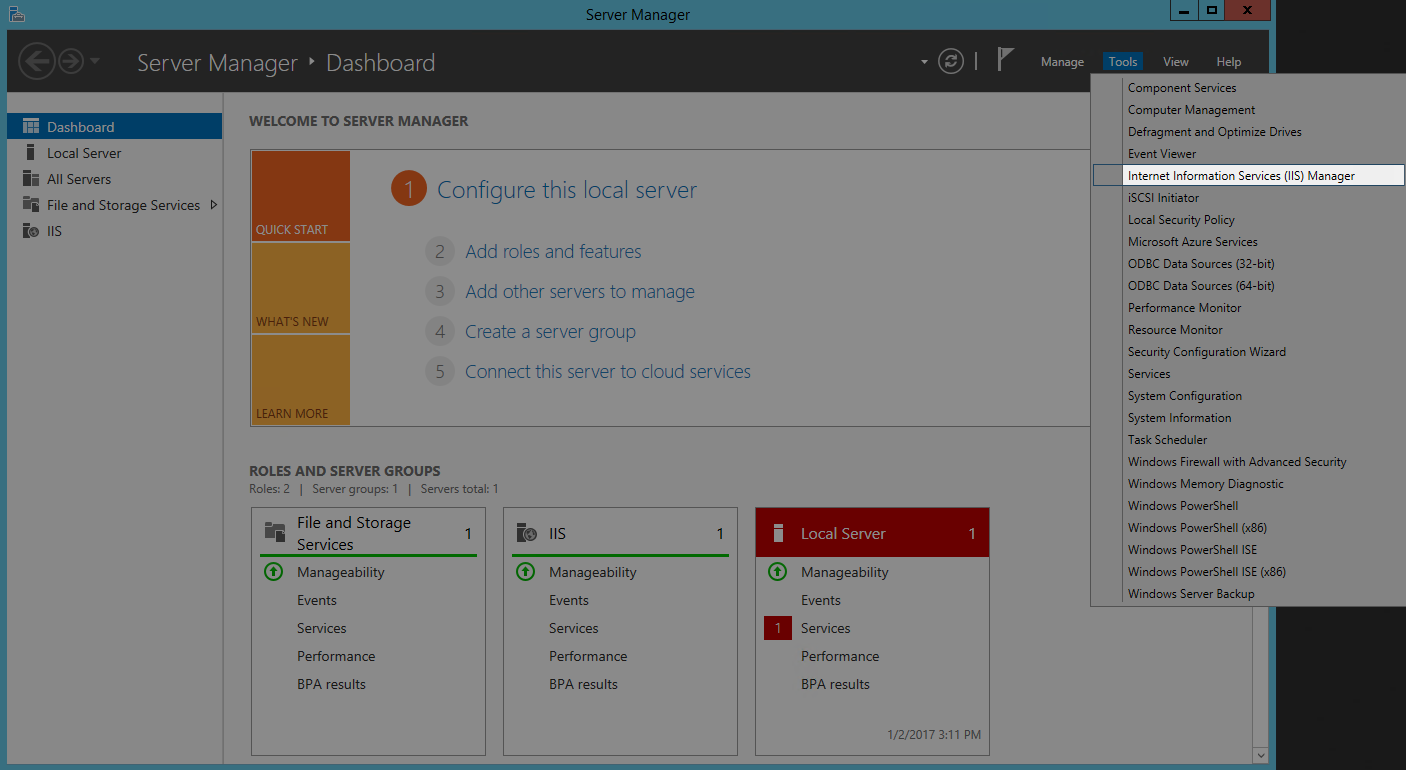 Server Manager
Server Manager ‣ Dashboard
Manage Tools View Help
Dashboard
Local Server
All Servers
File and Storage Services
IIS
WELCOME TO SERVER MANAGER
QUICK START
WHAT'S NEW
LEARN MORE
1 Configure this local server
2 Add roles and features
3 Add other servers to manage
4 Create a server group
5 Connect this server to cloud services
ROLES AND SERVER GROUPS
Roles: 2 | Server groups: 1 | Servers total: 1
File and Storage
Services 1
Manageability
Events
Services
Performance
BPA results
IIS 1
Manageability
Events
Services
Performance
BPA results
Local Server 1
Manageability
Events
1 Services
Performance
BPA results
1/2/2017 3:11 PM
Component Services
Computer Management
Defragment and Optimize Drives
Event Viewer
Internet Information Services (IIS) Manager
iSCSI Initiator
Local Security Policy
Microsoft Azure Services
ODBC Data Sources (32-bit)
ODBC Data Sources (64-bit)
Performance Monitor
Resource Monitor
Security Configuration Wizard
Services
System Configuration
System Information
Task Scheduler
Windows Firewall with Advanced Security
Windows Memory Diagnostic
Windows PowerShell
Windows PowerShell (x86)
Windows PowerShell ISE
Windows PowerShell ISE (x86)
Windows Server Backup